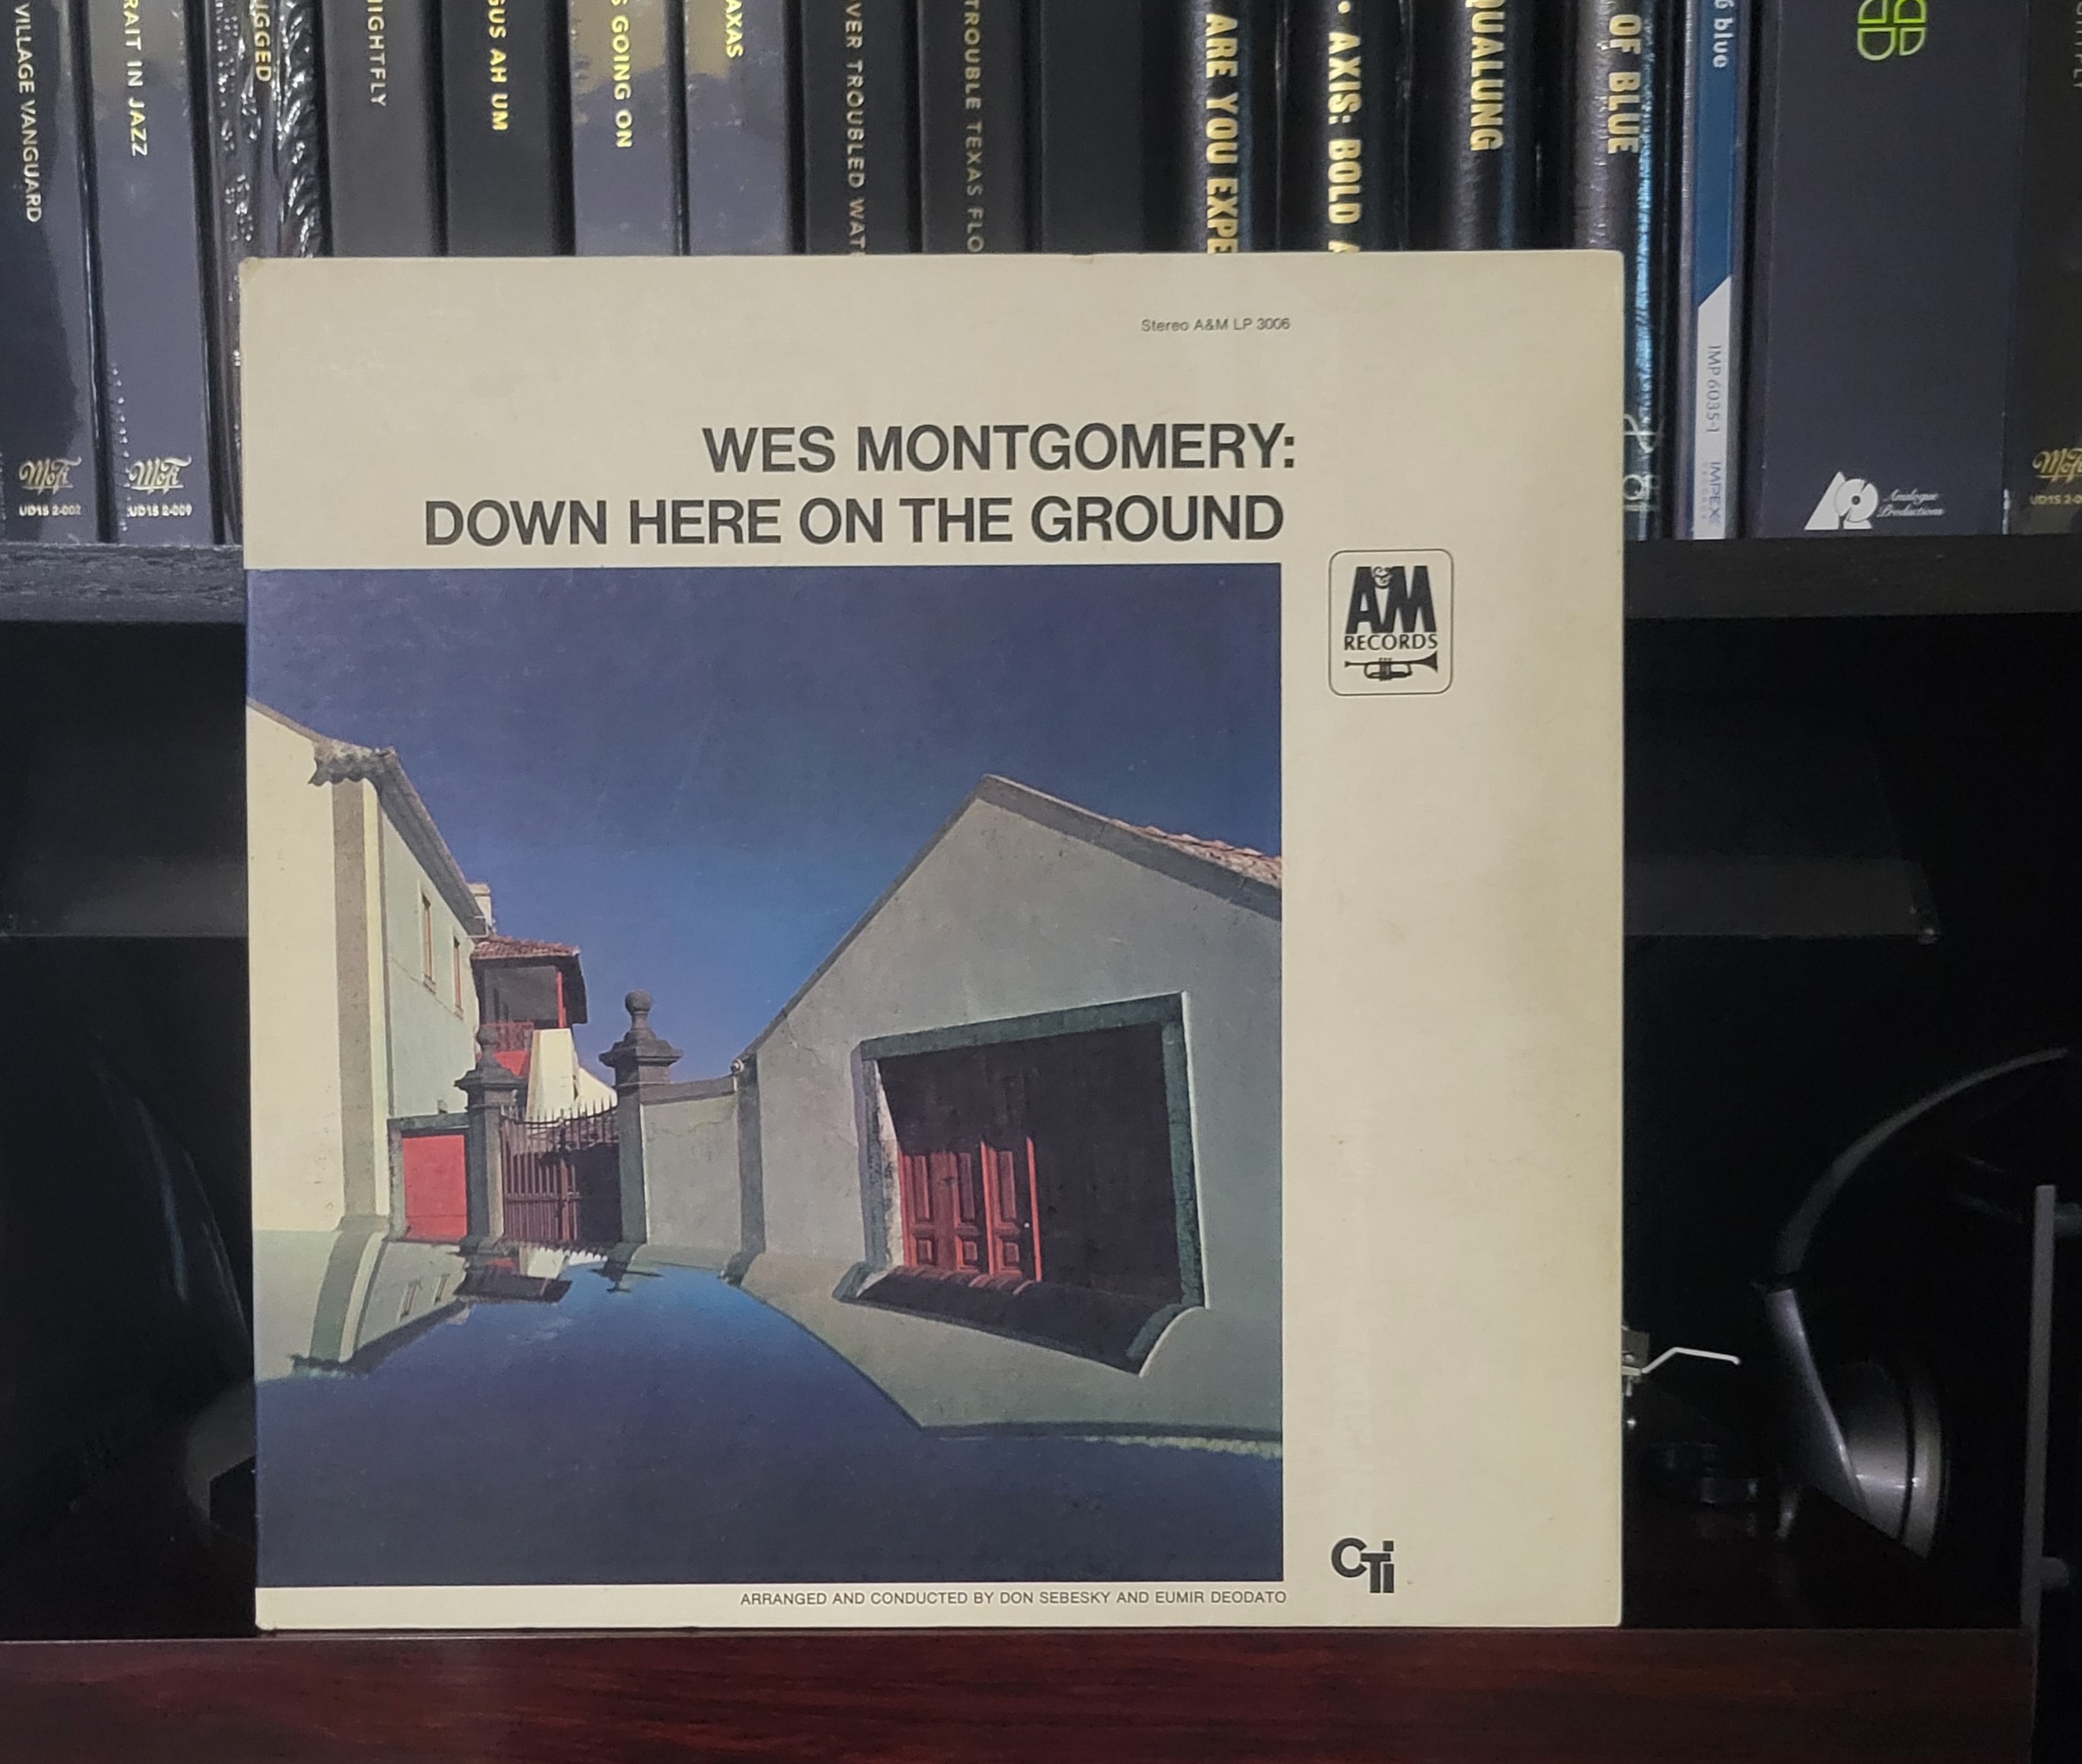 VILLAGE VANGUARD
RAIT IN JAZZ
IGHTFLY
GUS AH UM
GOING ON
AXAS
VER TROUBLED WAT
TROUBLE TEXAS FLO
ARE YOU EXPE
AXIS: BOLD A
QUALUNG
OF BLUE
blue
IMP 6035-1
IMPEX
MoFi
UD1S 2-002
MoFi
UD1S 2-009
Analogue
Productions
MoFi
Stereo A&M LP 3006
WES MONTGOMERY:
DOWN HERE ON THE GROUND
A&M
RECORDS
CTi
ARRANGED AND CONDUCTED BY DON SEBESKY AND EUMIR DEODATO